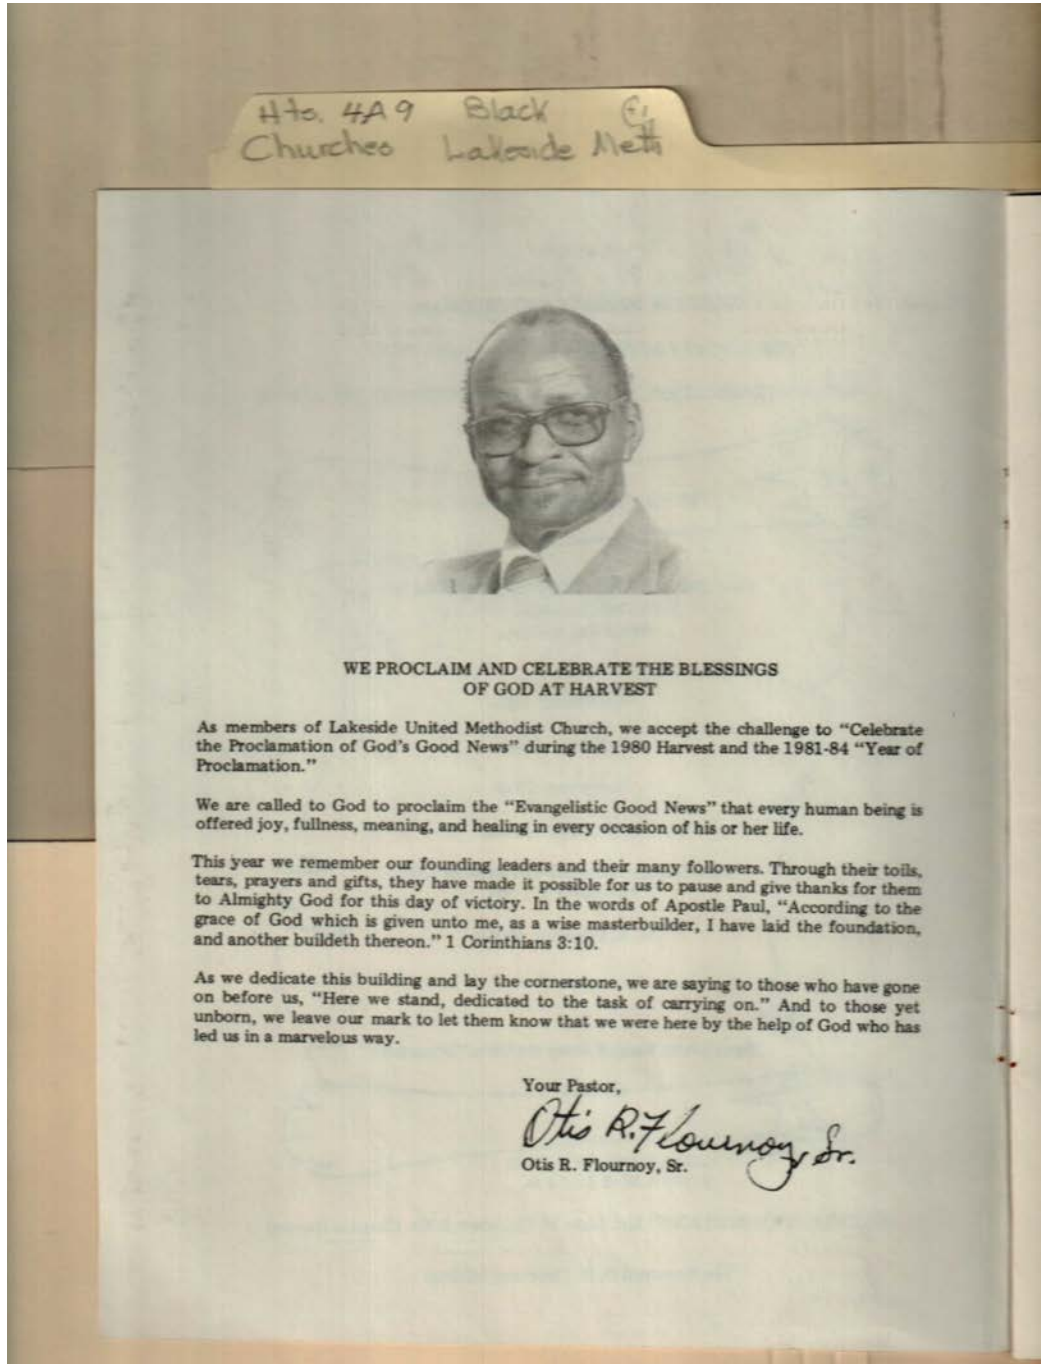 Hts. 4A9 Black
Churches Lakeside Meth
WE PROCLAIM AND CELEBRATE THE BLESSINGS
OF GOD AT HARVEST
As members of Lakeside United Methodist Church, we accept the challenge to “Celebrate
the Proclamation of God's Good News” during the 1980 Harvest and the 1981-84 “Year of
Proclamation.”
We are called to God to proclaim the “Evangelistic Good News” that every human being is
offered joy, fullness, meaning, and healing in every occasion of his or her life.
This year we remember our founding leaders and their many followers. Through their toils,
tears, prayers and gifts, they have made it possible for us to pause and give thanks for them
to Almighty God for this day of victory. In the words of Apostle Paul, “According to the
grace of God which is given unto me, as a wise masterbuilder, I have laid the foundation,
and another buildeth thereon.” 1 Corinthians 3:10.
As we dedicate this building and lay the cornerstone, we are saying to those who have gone
on before us, “Here we stand, dedicated to the task of carrying on.” And to those yet
unborn, we leave our mark to let them know that we were here by the help of God who has
led us in a marvelous way.
Your Pastor,
Otis R. Flournoy, Sr.
Otis R. Flournoy, Sr.